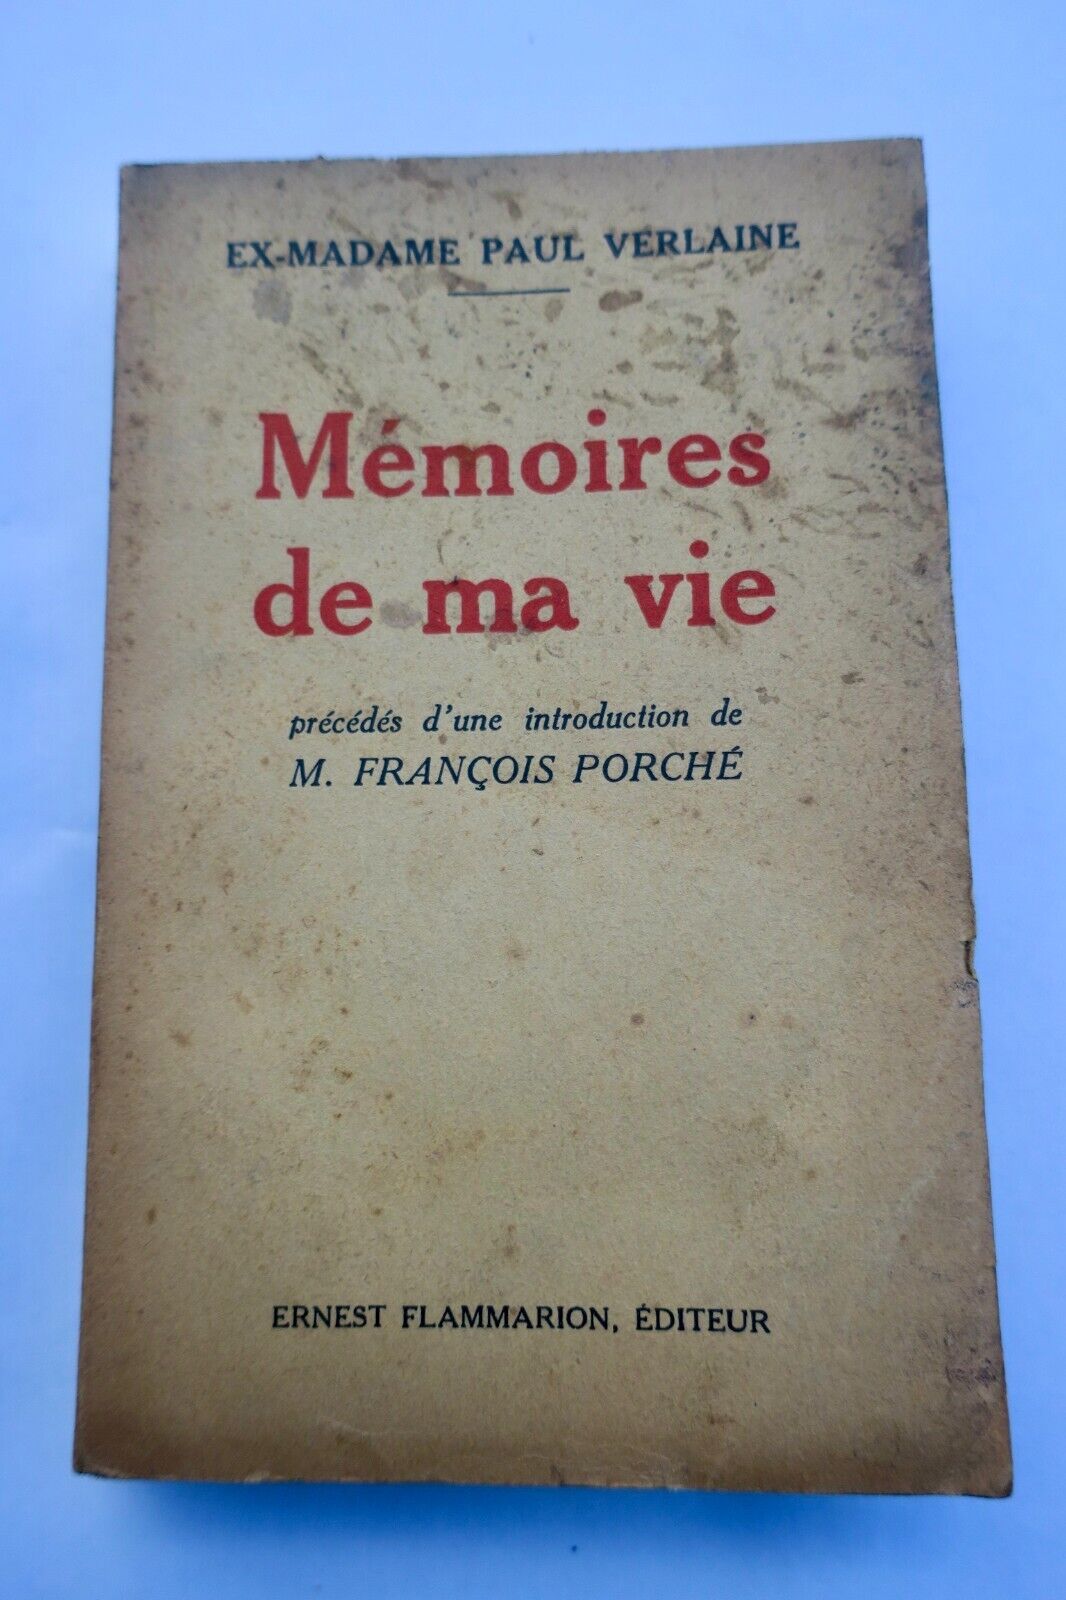 EX-MADAME PAUL VERLAINE
Mémoires
de ma vie
précédés d'une introduction de
M. FRANÇOIS PORCHÉ
ERNEST FLAMMARION, ÉDITEUR